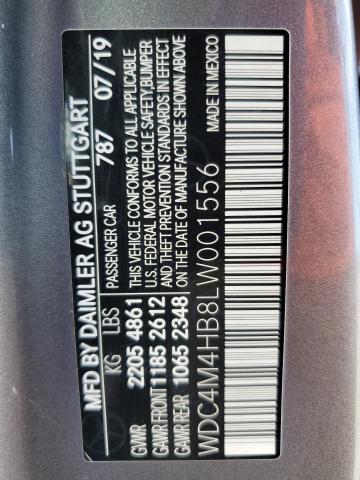 MFD BY DAIMLER AG STUTTGART
KG LBS PASSENGER CAR 787 07/19
GVWR 2205 4861 THIS VEHICLE CONFORMS TO ALL APPLICABLE
GAWR FRONT 1185 2612 U.S. FEDERAL MOTOR VEHICLE SAFETY, BUMPER
AND THEFT PREVENTION STANDARDS IN EFFECT
GAWR REAR 1065 2348 ON THE DATE OF MANUFACTURE SHOWN ABOVE
WDC4M4HB8LW001556 MADE IN MEXICO